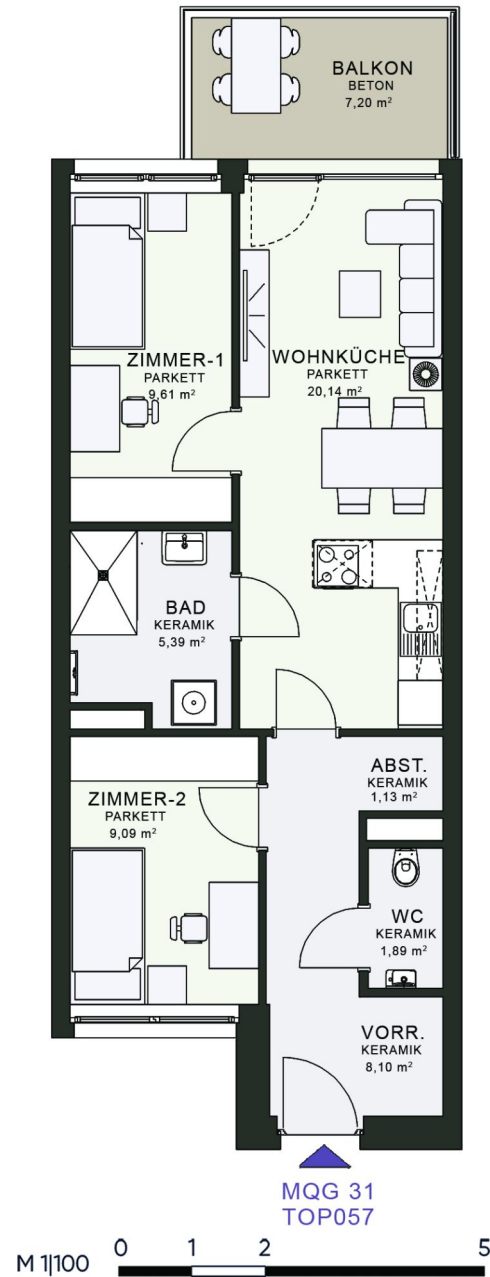 BALKON
BETON
7,20 m²
ZIMMER-1
PARKETT
9,61 m²
WOHNKÜCHE
PARKETT
20,14 m²
BAD
KERAMIK
5,39 m²
ABST.
KERAMIK
1,13 m²
ZIMMER-2
PARKETT
9,09 m²
WC
KERAMIK
1,89 m²
VORR.
KERAMIK
8,10 m²
MQG 31
TOP057
M 1|100 0 1 2 5